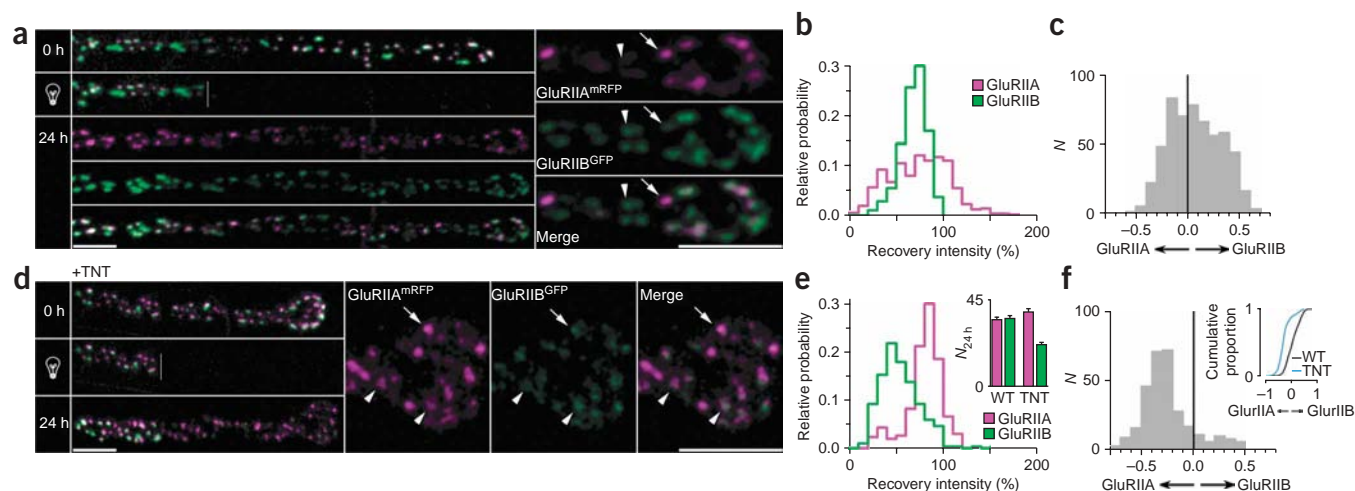 a
0 h
24 h
GluRIIA^mRFP
GluRIIB^GFP
Merge
b
Relative probability
0.3
0.2
0.1
0.0
GluRIIA
GluRIIB
0
100
200
Recovery intensity (%)
c
N
100
50
0
−0.5
0.0
0.5
GluRIIA
GluRIIB
d
+TNT
0 h
24 h
GluRIIA^mRFP
GluRIIB^GFP
Merge
e
Relative probability
0.3
0.2
0.1
0.0
0
100
200
Recovery intensity (%)
N24 h
45
0
WT TNT
GluRIIA
GluRIIB
f
N
100
50
0
−0.5
0.0
0.5
GluRIIA
GluRIIB
Cumulative
proportion
1
0
WT
TNT
−1 0 1
GlurIIA
GlurIIB